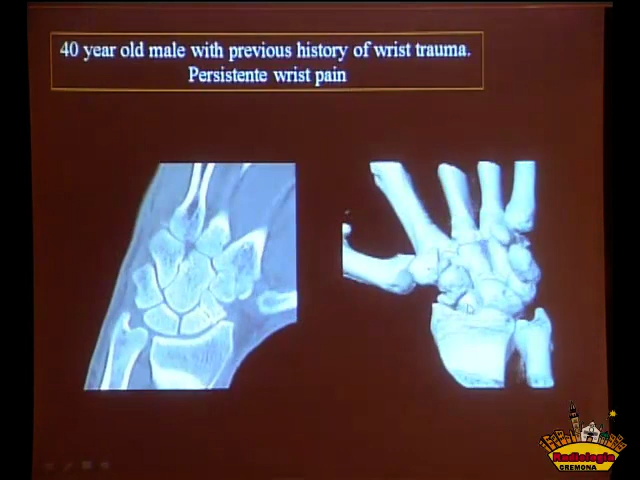 40 year old male with previous history of wrist trauma.
Persistente wrist pain
Radiologia
CREMONA